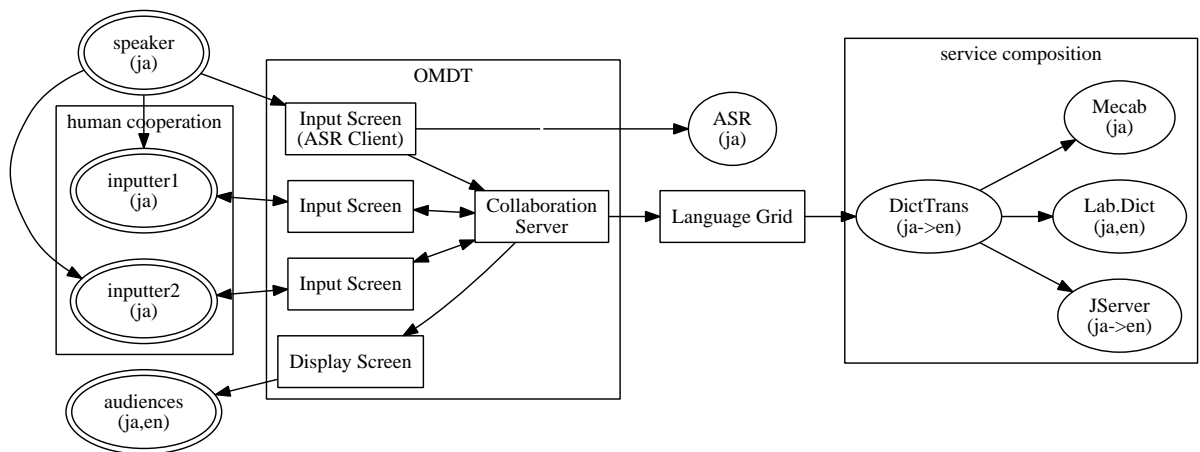 speaker
(ja)
human cooperation
inputter1
(ja)
inputter2
(ja)
audiences
(ja,en)
OMDT
Input Screen
(ASR Client)
Input Screen
Input Screen
Display Screen
Collaboration
Server
ASR
(ja)
Language Grid
service composition
DictTrans
(ja->en)
Mecab
(ja)
Lab.Dict
(ja,en)
JServer
(ja->en)